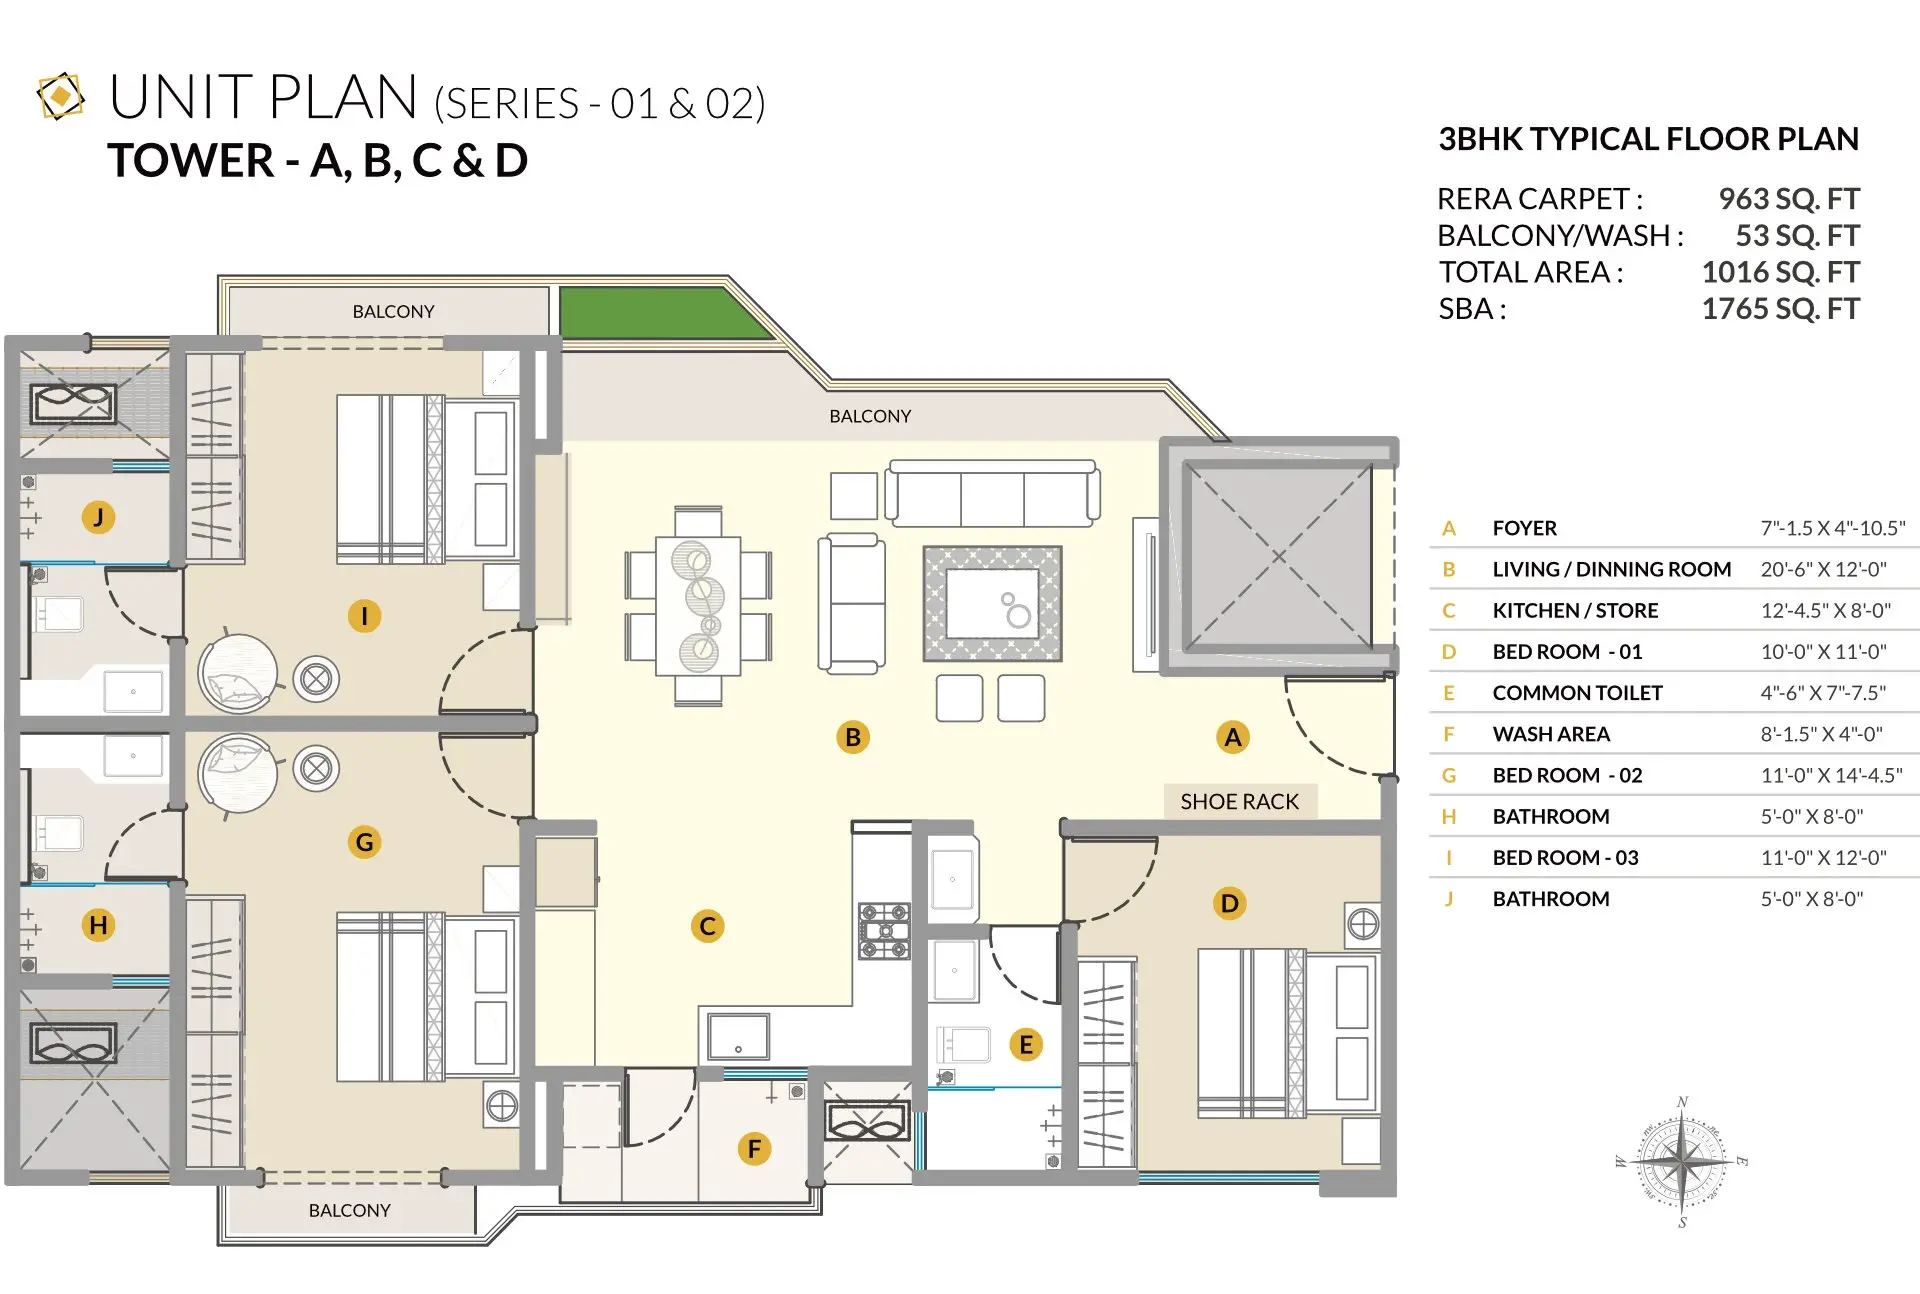 UNIT PLAN (SERIES - 01 & 02)
TOWER - A, B, C & D
3BHK TYPICAL FLOOR PLAN
RERA CARPET : 963 SQ. FT
BALCONY/WASH : 53 SQ. FT
TOTAL AREA : 1016 SQ. FT
SBA : 1765 SQ. FT
BALCONY
BALCONY
J
I
B
A
SHOE RACK
G
H
C
D
E
F
BALCONY
A FOYER 7"-1.5 X 4"-10.5"
B LIVING / DINNING ROOM 20'-6" X 12'-0"
C KITCHEN / STORE 12'-4.5" X 8'-0"
D BED ROOM - 01 10'-0" X 11'-0"
E COMMON TOILET 4"-6" X 7"-7.5"
F WASH AREA 8'-1.5" X 4"-0"
G BED ROOM - 02 11'-0" X 14'-4.5"
H BATHROOM 5'-0" X 8'-0"
I BED ROOM - 03 11'-0" X 12'-0"
J BATHROOM 5'-0" X 8'-0"
N
nw ne
W E
sw se
S